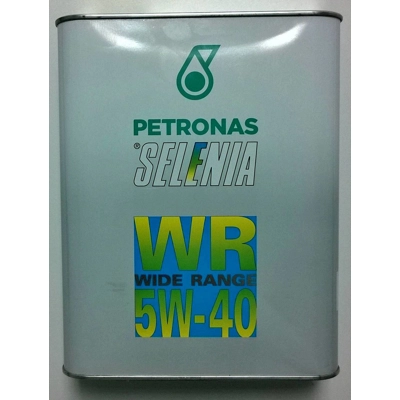 PETRONAS
®SELENIA
WR
WIDE RANGE
5W-40